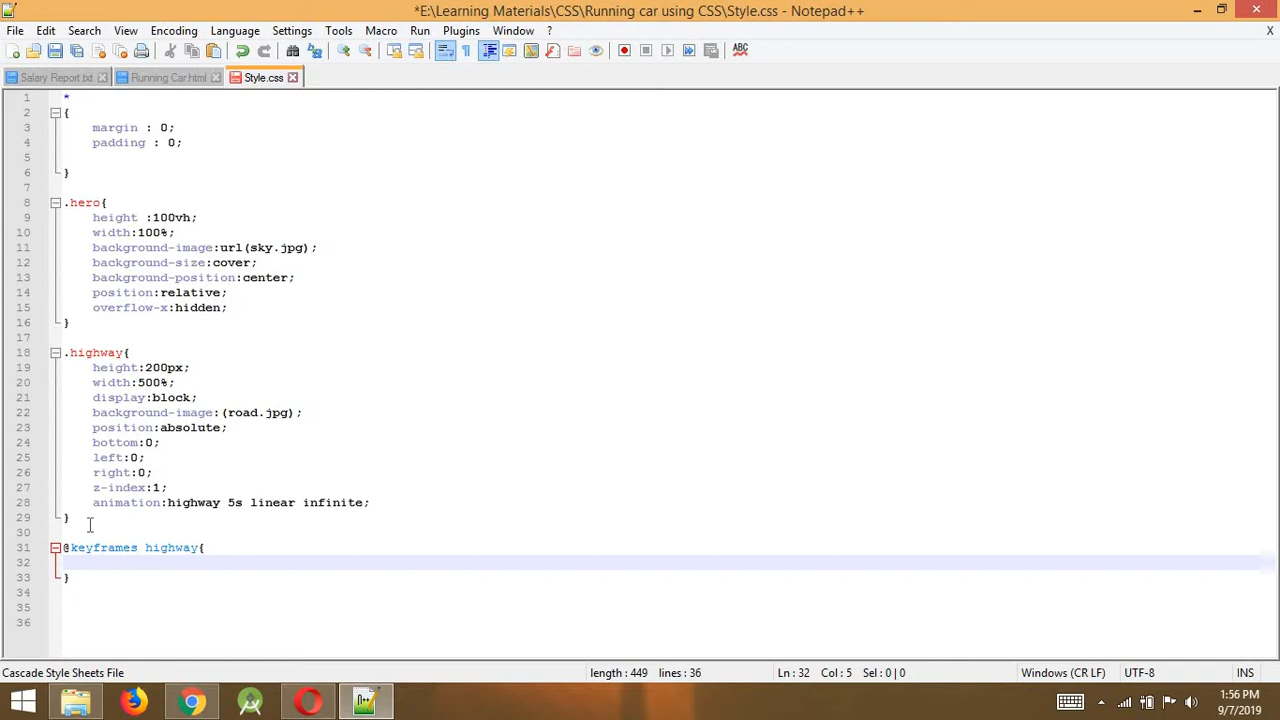 *E:\Learning Materials\CSS\Running car using CSS\Style.css - Notepad++
File Edit Search View Encoding Language Settings Tools Macro Run Plugins Window ? X
ABC
Salary Report.txt Running Car.html Style.css
1 *
2 {
3 margin : 0;
4 padding : 0;
5
6 }
7
8 .hero{
9 height :100vh;
10 width:100%;
11 background-image:url(sky.jpg);
12 background-size:cover;
13 background-position:center;
14 position:relative;
15 overflow-x:hidden;
16 }
17
18 .highway{
19 height:200px;
20 width:500%;
21 display:block;
22 background-image:(road.jpg);
23 position:absolute;
24 bottom:0;
25 left:0;
26 right:0;
27 z-index:1;
28 animation:highway 5s linear infinite;
29 }
30
31 @keyframes highway{
32
33 }
34
35
36
Cascade Style Sheets File length : 449 lines : 36 Ln : 32 Col : 5 Sel : 0 | 0 Windows (CR LF) UTF-8 INS
1:56 PM
9/7/2019